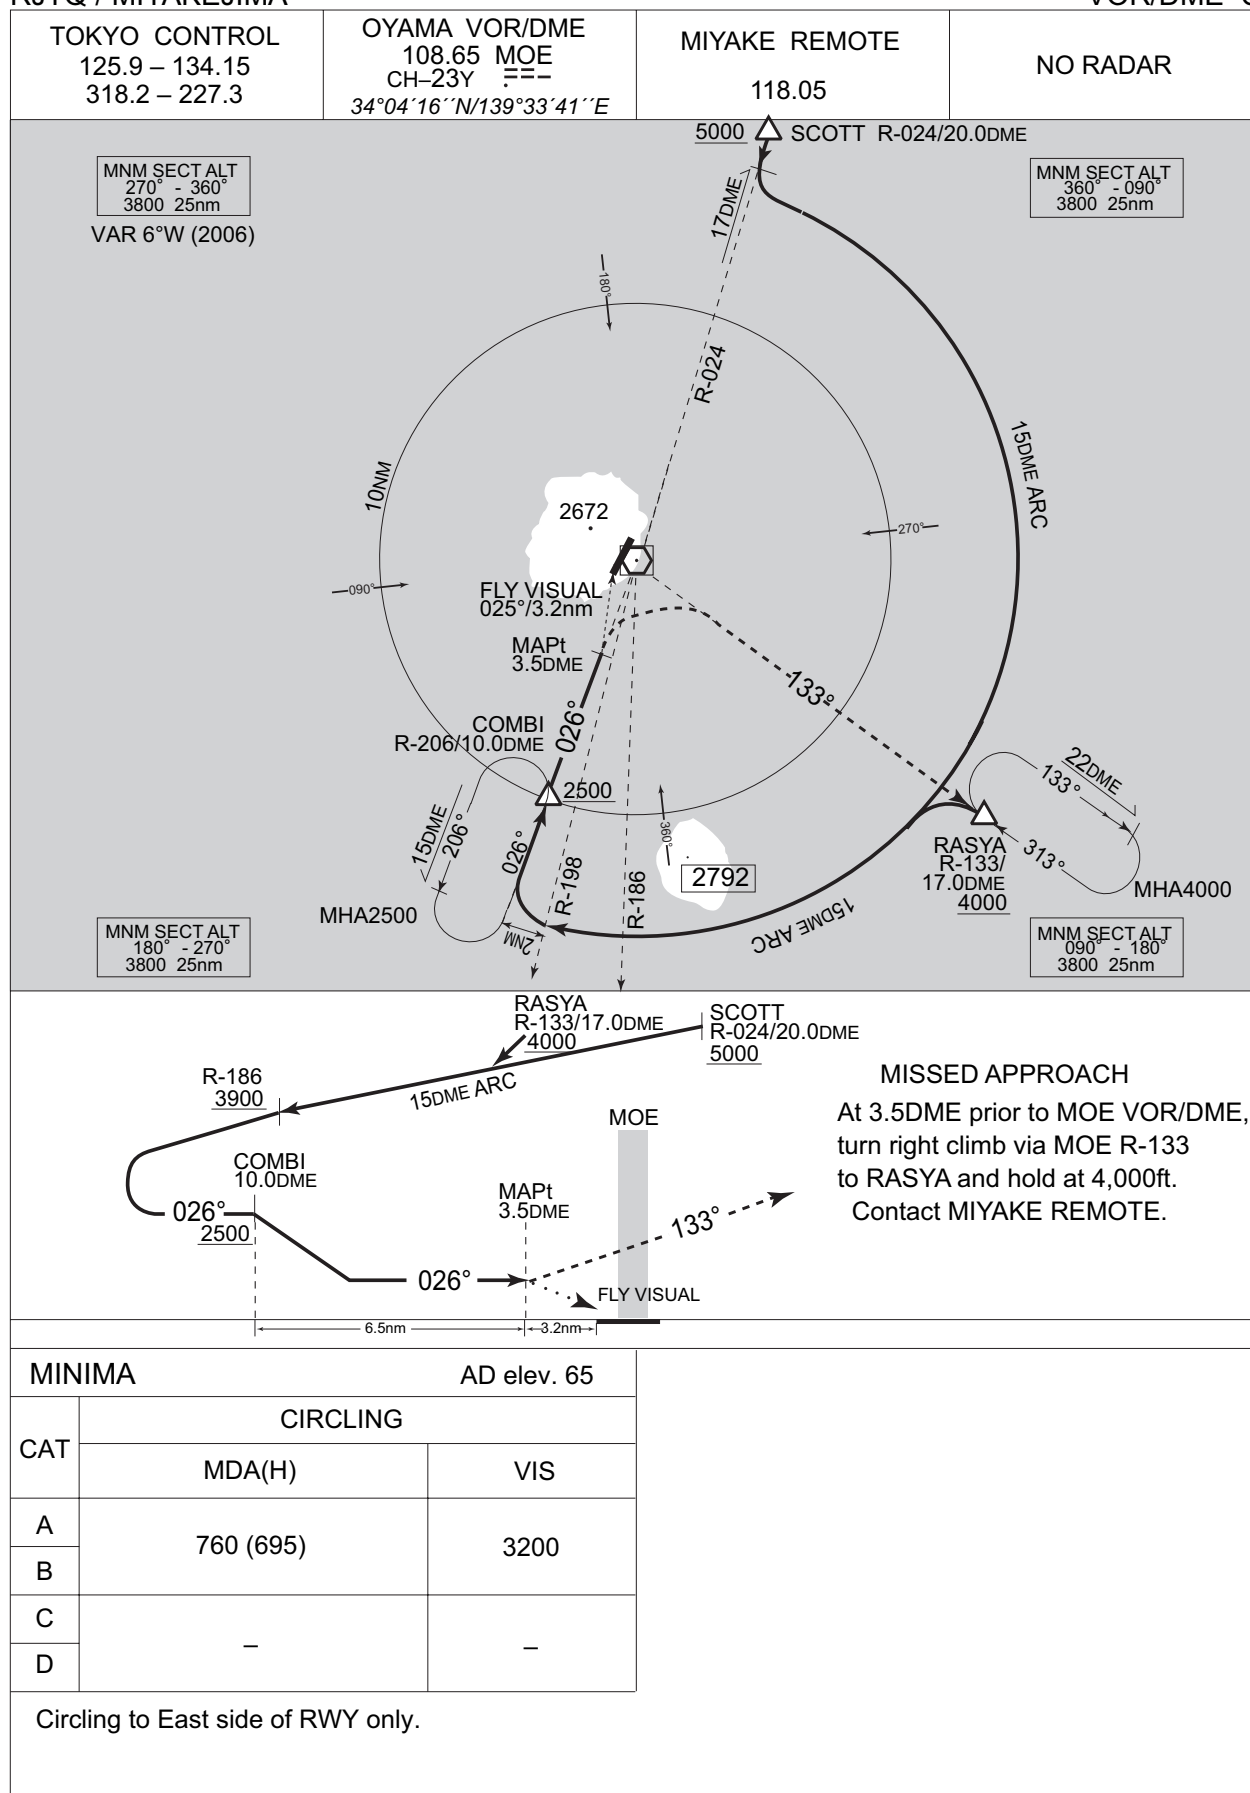 RJTQ / MIYAKEJIMA
VOR/DME
TOKYO CONTROL
125.9 – 134.15
318.2 – 227.3
OYAMA VOR/DME
108.65 MOE
CH–23Y
34°04´16´´N/139°33´41´´E
MIYAKE REMOTE
118.05
NO RADAR
5000
SCOTT R-024/20.0DME
MNM SECT ALT
270° - 360°
3800 25nm
VAR 6°W (2006)
MNM SECT ALT
360° - 090°
3800 25nm
17DME
180°
R-024
15DME ARC
10NM
2672
270°
090°
FLY VISUAL
025°/3.2nm
MAPt
3.5DME
133°
026°
COMBI
R-206/10.0DME
2500
22DME
133°
15DME
206°
026°
360°
313°
RASYA
R-133/
17.0DME
4000
MHA4000
2792
R-198
R-186
MHA2500
2NM
15DME ARC
MNM SECT ALT
180° - 270°
3800 25nm
MNM SECT ALT
090° - 180°
3800 25nm
RASYA
R-133/17.0DME
4000
SCOTT
R-024/20.0DME
5000
R-186
3900
15DME ARC
MISSED APPROACH
At 3.5DME prior to MOE VOR/DME,
turn right climb via MOE R-133
to RASYA and hold at 4,000ft.
Contact MIYAKE REMOTE.
MOE
COMBI
10.0DME
MAPt
3.5DME
026°
2500
133°
026°
FLY VISUAL
6.5nm
3.2nm
MINIMA
AD elev. 65
CAT
CIRCLING
MDA(H)
VIS
A
760 (695)
3200
B
C
–
–
D
Circling to East side of RWY only.